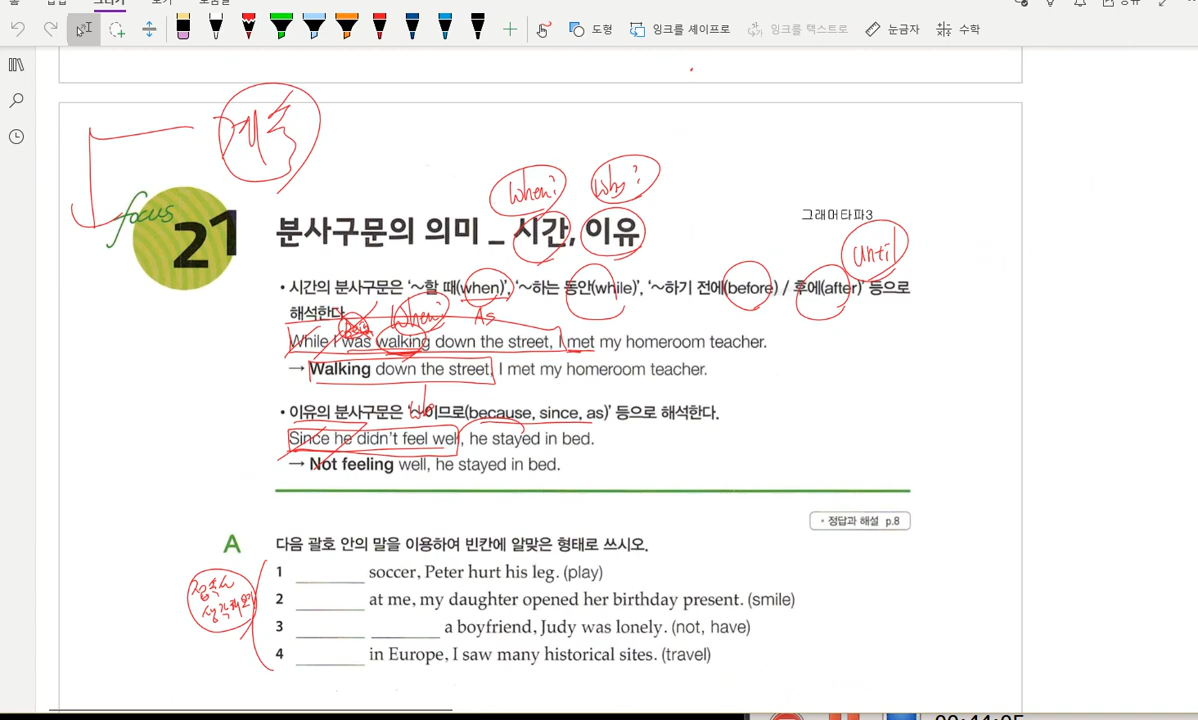 도형
잉크를 셰이프로
잉크를 텍스트로
눈금자
수학
When?
Why?
focus
21
분사구문의 의미 _ 시간, 이유
그래머타파3
until
• 시간의 분사구문은 '~할 때(when)', '~하는 동안(while)', '~하기 전에(before) / 후에(after)' 등으로
해석한다.
When?
As
While I was walking down the street, I met my homeroom teacher.
→ Walking down the street, I met my homeroom teacher.
• 이유의 분사구문은 '~이므로(because, since, as)' 등으로 해석한다.
Since he didn't feel well, he stayed in bed.
→ Not feeling well, he stayed in bed.
• 정답과 해설 p.8
A 다음 괄호 안의 말을 이용하여 빈칸에 알맞은 형태로 쓰시오.
1 ________ soccer, Peter hurt his leg. (play)
2 ________ at me, my daughter opened her birthday present. (smile)
접속사
생각해보기
3 ________ ________ a boyfriend, Judy was lonely. (not, have)
4 ________ in Europe, I saw many historical sites. (travel)